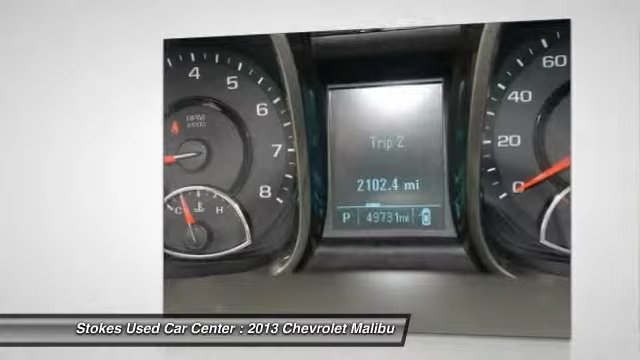 4
5
6
7
8
RPM
C
H
Trip 2
2102.4 mi
P 49731mi
60
40
20
0
Stokes Used Car Center : 2013 Chevrolet Malibu